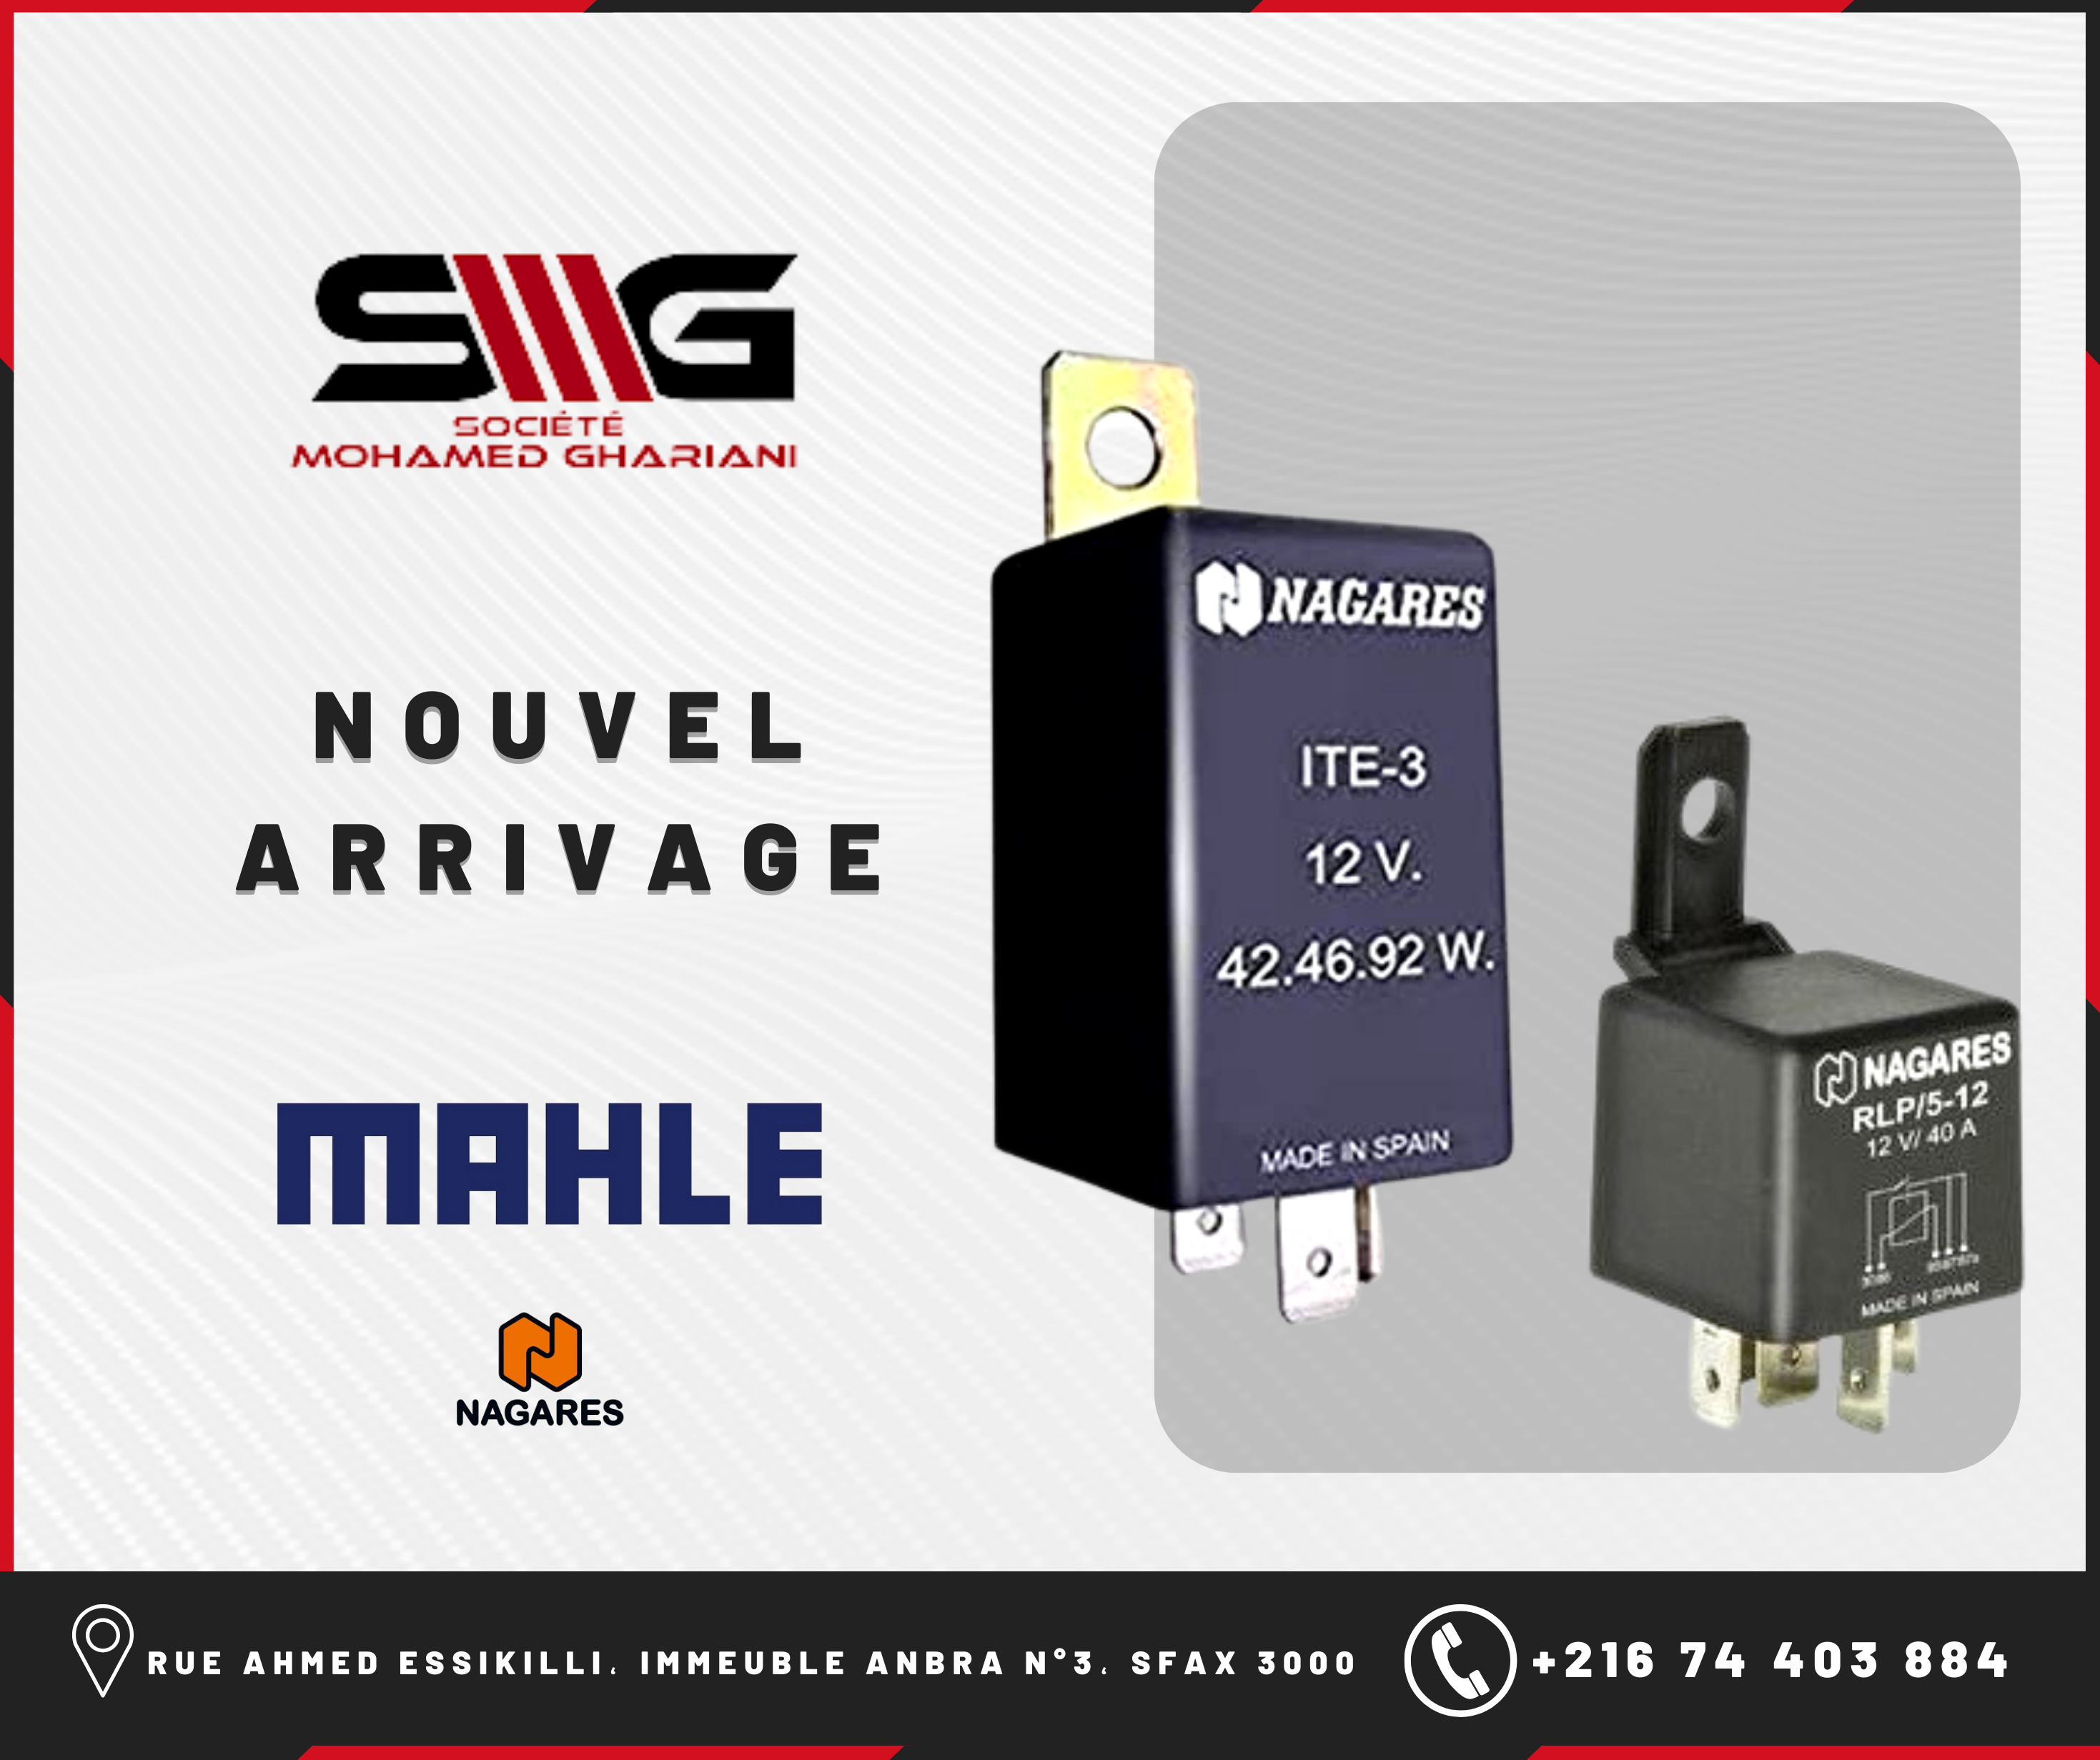 SMG
SOCIÉTÉ
MOHAMED GHARIANI
NOUVEL
ARRIVAGE
MAHLE
NAGARES
NAGARES
ITE-3
12 V.
42.46.92 W.
MADE IN SPAIN
NAGARES
RLP/5-12
12 V/ 40 A
MADE IN SPAIN
RUE AHMED ESSIKILLI، IMMEUBLE ANBRA N°3، SFAX 3000
+216 74 403 884